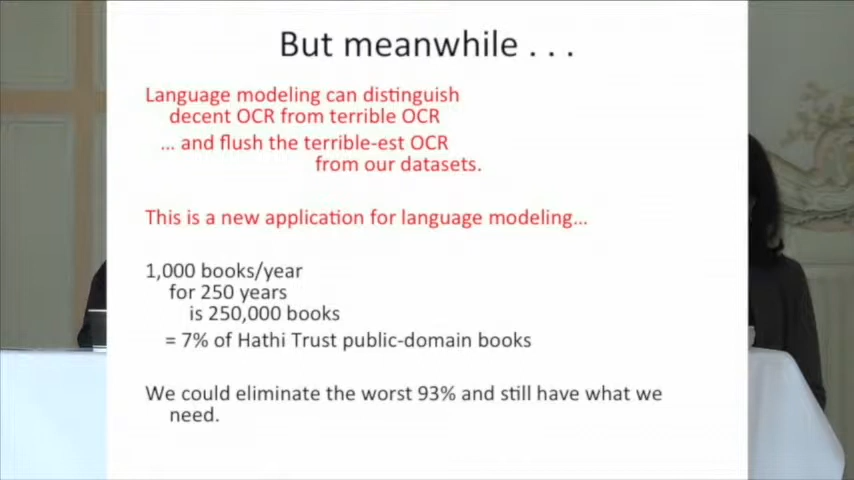 But meanwhile . . .
Language modeling can distinguish
decent OCR from terrible OCR
... and flush the terrible-est OCR
from our datasets.
This is a new application for language modeling...
1,000 books/year
for 250 years
is 250,000 books
= 7% of Hathi Trust public-domain books
We could eliminate the worst 93% and still have what we
need.